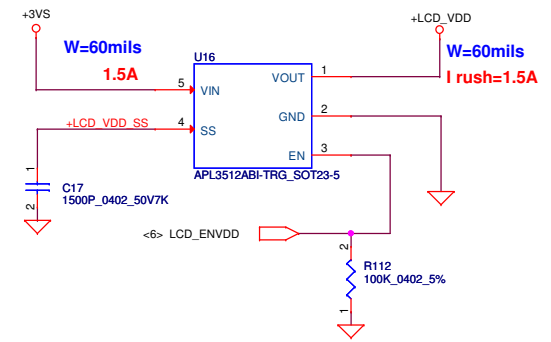 +3VS
+LCD_VDD
W=60mils
1.5A
U16
W=60mils
I rush=1.5A
5
VIN
VOUT
1
+LCD_VDD_SS
4
SS
GND
2
EN
3
APL3512ABI-TRG_SOT23-5
1
2
C17
1500P_0402_50V7K
<6> LCD_ENVDD
2
1
R112
100K_0402_5%